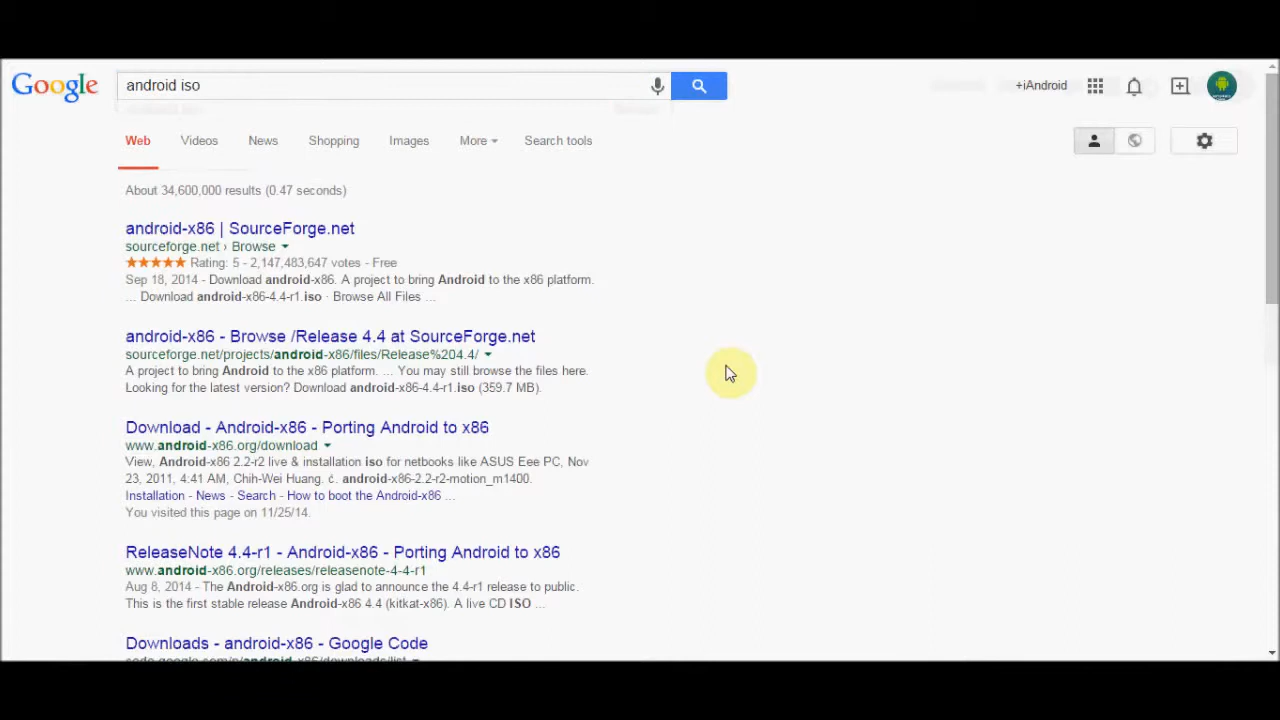 Google
android iso
+iAndroid
Web Videos News Shopping Images More Search tools
About 34,600,000 results (0.47 seconds)
android-x86 | SourceForge.net
sourceforge.net › Browse
Rating: 5 - 2,147,483,647 votes - Free
Sep 18, 2014 - Download android-x86. A project to bring Android to the x86 platform.
... Download android-x86-4.4-r1.iso · Browse All Files ...
android-x86 - Browse /Release 4.4 at SourceForge.net
sourceforge.net/projects/android-x86/files/Release%204.4/
A project to bring Android to the x86 platform. ... You may still browse the files here.
Looking for the latest version? Download android-x86-4.4-r1.iso (359.7 MB).
Download - Android-x86 - Porting Android to x86
www.android-x86.org/download
View, Android-x86 2.2-r2 live & installation iso for netbooks like ASUS Eee PC, Nov
23, 2011, 4:41 AM, Chih-Wei Huang. ć. android-x86-2.2-r2-motion_m1400.
Installation - News - Search - How to boot the Android-x86 ...
You visited this page on 11/25/14.
ReleaseNote 4.4-r1 - Android-x86 - Porting Android to x86
www.android-x86.org/releases/releasenote-4-4-r1
Aug 8, 2014 - The Android-x86.org is glad to announce the 4.4-r1 release to public.
This is the first stable release Android-x86 4.4 (kitkat-x86). A live CD ISO ...
Downloads - android-x86 - Google Code
code.google.com/p/android-x86/downloads/list